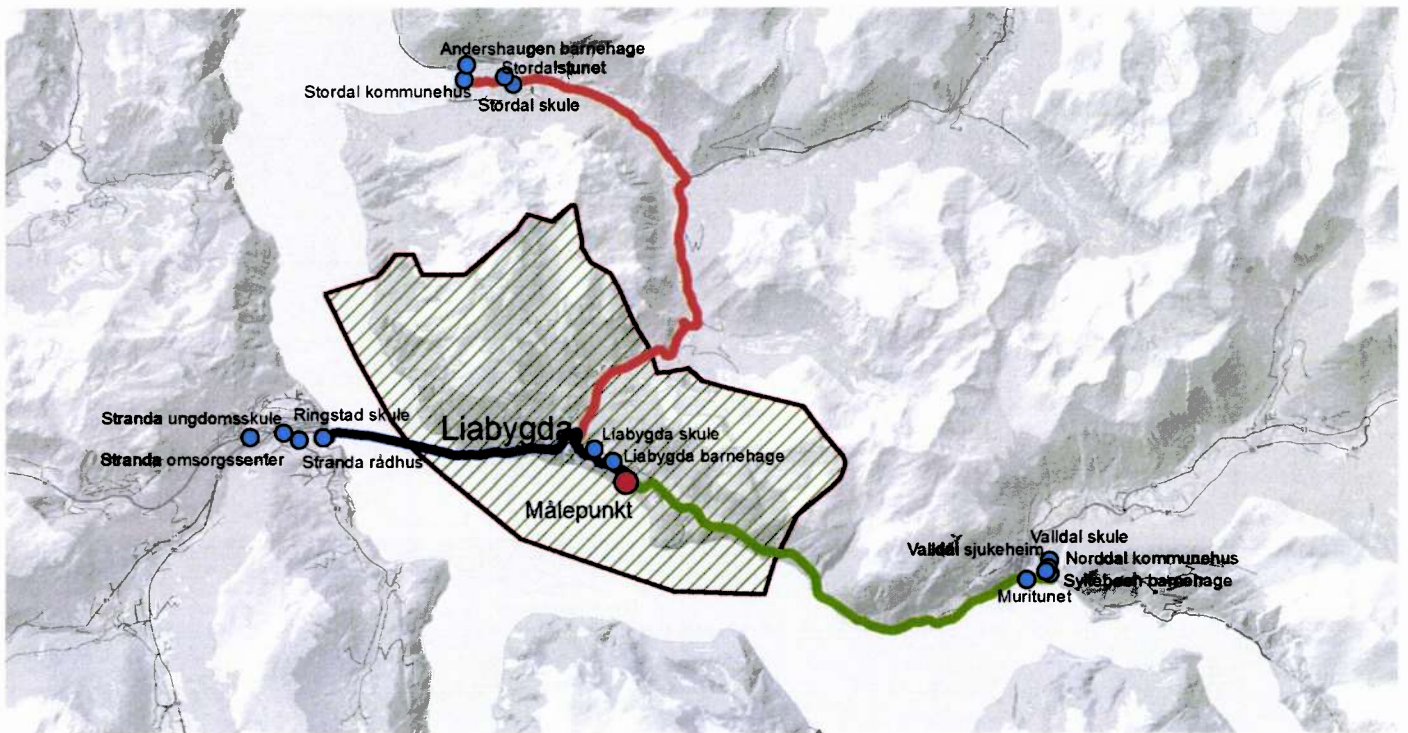 Andershaugen barnehage
Stordalstunet
Stordal kommunehus
Stordal skule
Stranda ungdomsskule
Ringstad skule
Liabygda
Liabygda skule
Stranda omsorgssenter
Stranda rådhus
Liabygda barnehage
Målepunkt
Valldal skule
Valldal sjukeheim
Norddal kommunehus
barnehage
Muritunet